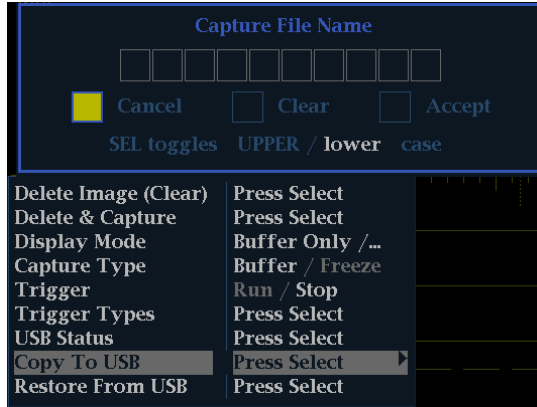 Capture File Name
Cancel Clear Accept
SEL toggles UPPER / lower case
Delete Image (Clear) Press Select
Delete & Capture Press Select
Display Mode Buffer Only /...
Capture Type Buffer / Freeze
Trigger Run / Stop
Trigger Types Press Select
USB Status Press Select
Copy To USB Press Select
Restore From USB Press Select